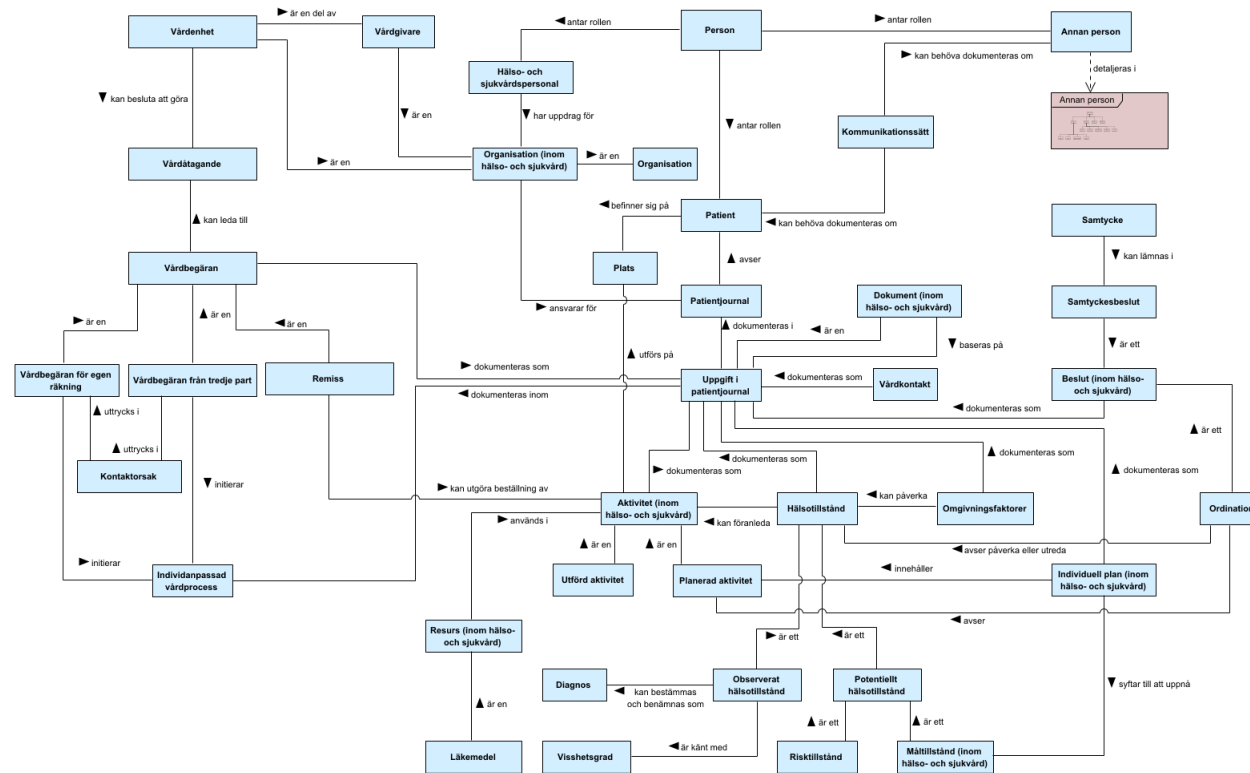 Vårdenhet
är en del av
Vårdgivare
antar rollen
Person
antar rollen
Annan person
kan behöva dokumenteras om
Hälso- och
sjukvårdspersonal
detaljeras i
kan besluta att göra
Annan person
är en
har uppdrag för
antar rollen
Kommunikationssätt
Vårdåtagande
är en
Organisation (inom
hälso- och sjukvård)
är en
Organisation
kan leda till
befinner sig på
Patient
kan behöva dokumenteras om
Samtycke
Vårdbegäran
Plats
avser
kan lämnas i
ansvarar för
Patientjournal
Dokument (inom
hälso- och sjukvård)
Samtyckesbeslut
är en
är en
är en
dokumenteras i
är en
baseras på
är ett
utförs på
Vårdbegäran för egen
räkning
Vårdbegäran från tredje part
Remiss
dokumenteras som
Uppgift i
patientjournal
dokumenteras som
Vårdkontakt
Beslut (inom hälso-
och sjukvård)
dokumenteras inom
dokumenteras som
uttrycks i
uttrycks i
är ett
Kontaktorsak
initierar
dokumenteras som
dokumenteras som
dokumenteras som
dokumenteras som
kan utgöra beställning av
Aktivitet (inom
hälso- och sjukvård)
Hälsotillstånd
kan påverka
Omgivningsfaktorer
Ordination
används i
kan föranleda
är en
är en
avser påverka eller utreda
initierar
Individanpassad
vårdprocess
Utförd aktivitet
Planerad aktivitet
innehåller
Individuell plan (inom
hälso- och sjukvård)
avser
Resurs (inom hälso-
och sjukvård)
är ett
är ett
Diagnos
kan bestämmas
och benämnas som
Observerat
hälsotillstånd
Potentiellt
hälsotillstånd
syftar till att uppnå
är en
är ett
är ett
Läkemedel
Visshetsgrad
är känt med
Risktillstånd
Måltillstånd (inom
hälso- och sjukvård)